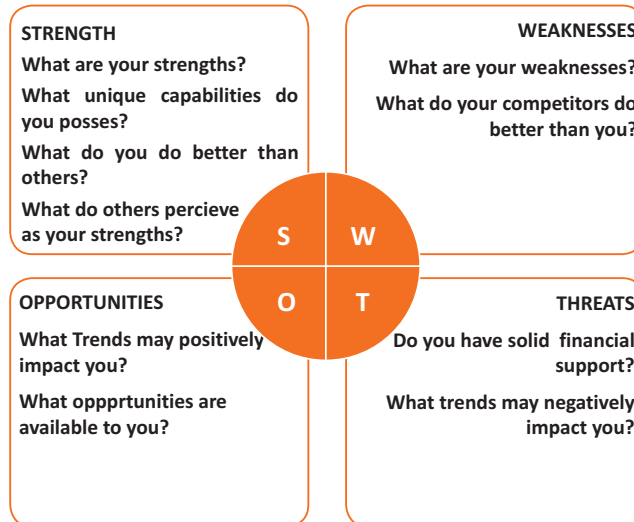 STRENGTH
What are your strengths?
What unique capabilities do
you posses?
What do you do better than
others?
What do others percieve
as your strengths?
WEAKNESSES
What are your weaknesses?
What do your competitors do
better than you?
S W
O T
OPPORTUNITIES
What Trends may positively
impact you?
What oppprtunities are
available to you?
THREATS
Do you have solid financial
support?
What trends may negatively
impact you?